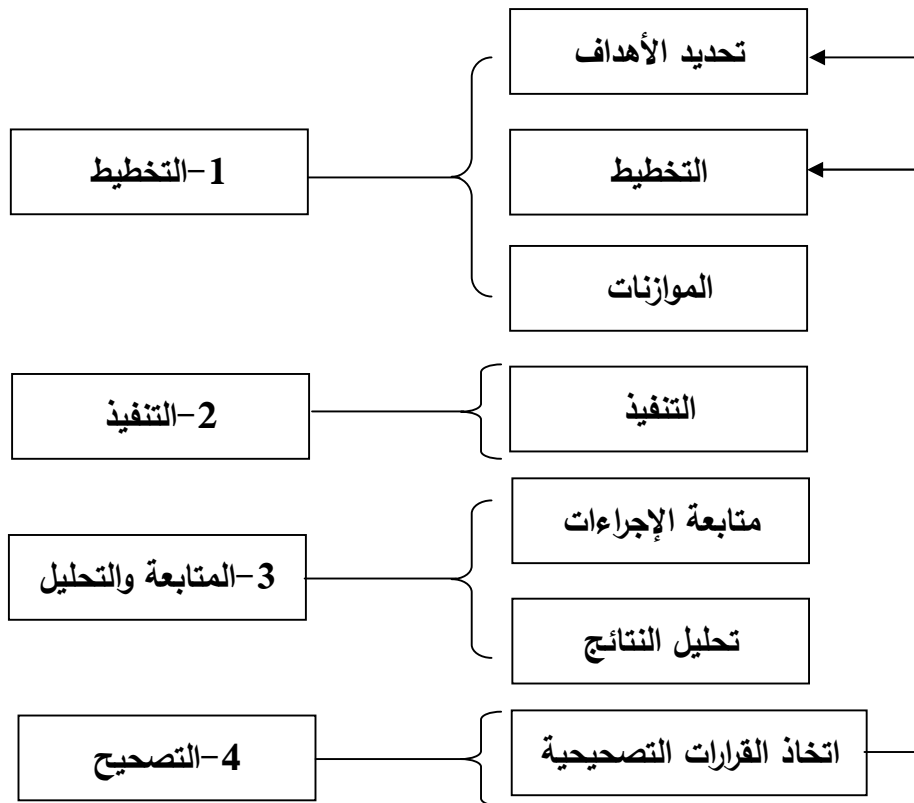 تحديد الأهداف
1-التخطيط
التخطيط
الموازنات
2-التنفيذ
التنفيذ
متابعة الإجراءات
3-المتابعة والتحليل
تحليل النتائج
4-التصحيح
اتخاذ القرارات التصحيحية